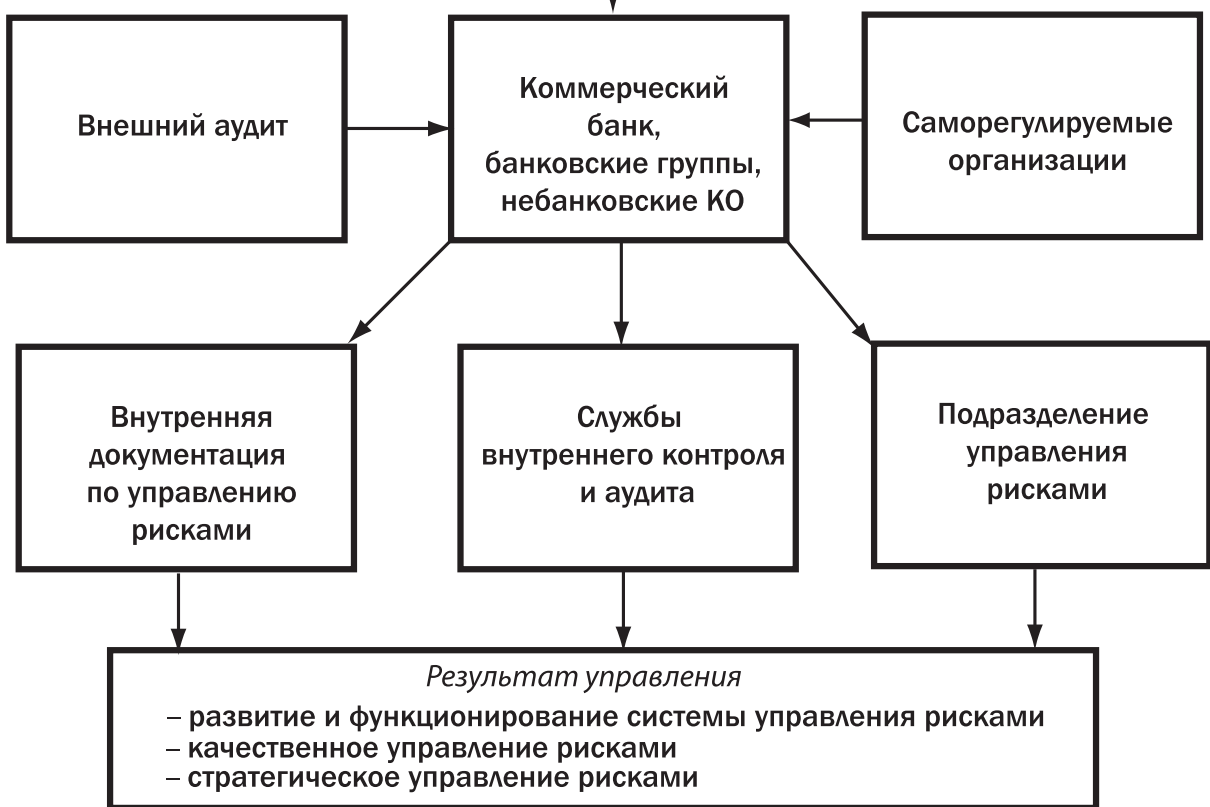 Внешний аудит
Коммерческий
банк,
банковские группы,
небанковские КО
Саморегулируемые
организации
Внутренняя
документация
по управлению
рисками
Службы
внутреннего контроля
и аудита
Подразделение
управления
рисками
Результат управления
– развитие и функционирование системы управления рисками
– качественное управление рисками
– стратегическое управление рисками